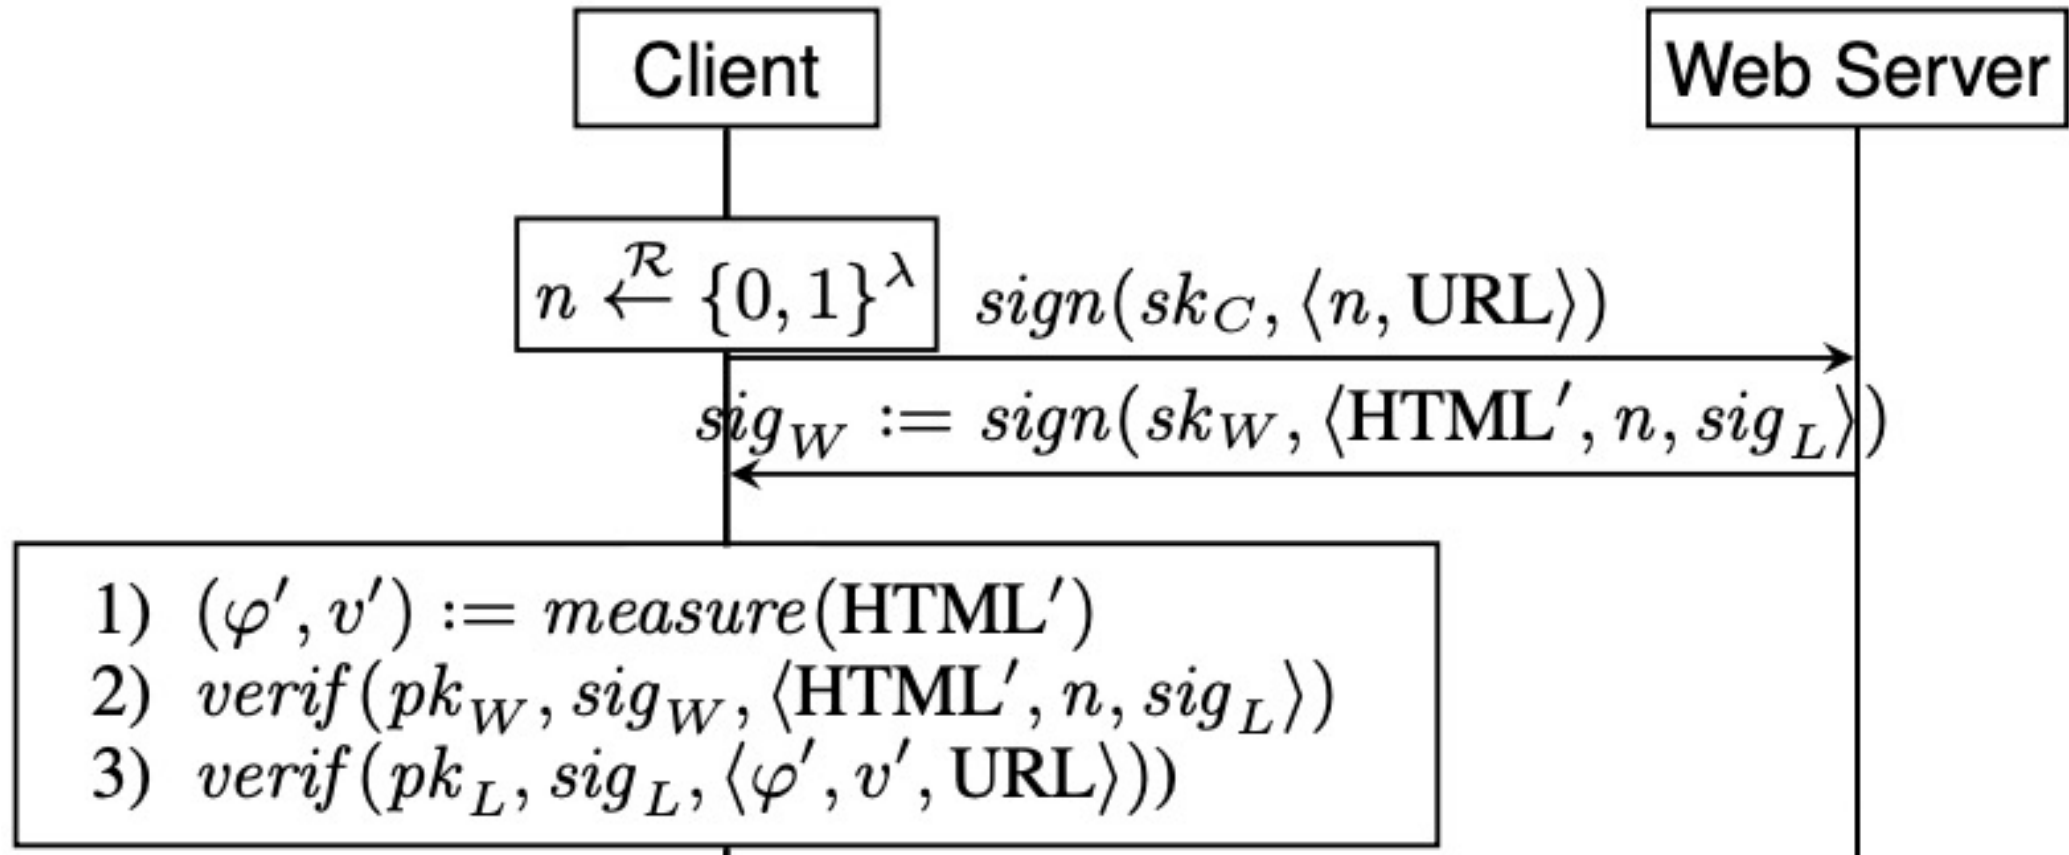 Client
Web Server
n ←ᴿ {0, 1}^λ
sign(sk_C, ⟨n, URL⟩)
sig_W := sign(sk_W, ⟨HTML′, n, sig_L⟩)
1) (φ′, v′) := measure(HTML′)
2) verif(pk_W, sig_W, ⟨HTML′, n, sig_L⟩)
3) verif(pk_L, sig_L, ⟨φ′, v′, URL⟩))